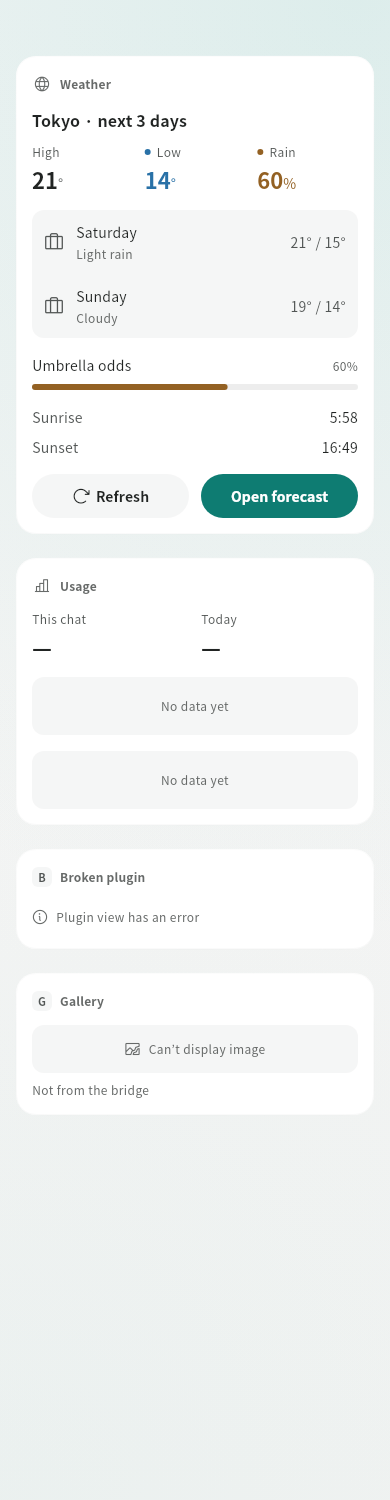 Weather
Tokyo · next 3 days
High
Low
Rain
21°
14°
60%
Saturday
Light rain
21° / 15°
Sunday
Cloudy
19° / 14°
Umbrella odds
60%
Sunrise
5:58
Sunset
16:49
Refresh
Open forecast
Usage
This chat
Today
—
—
No data yet
No data yet
B
Broken plugin
Plugin view has an error
G
Gallery
Can't display image
Not from the bridge